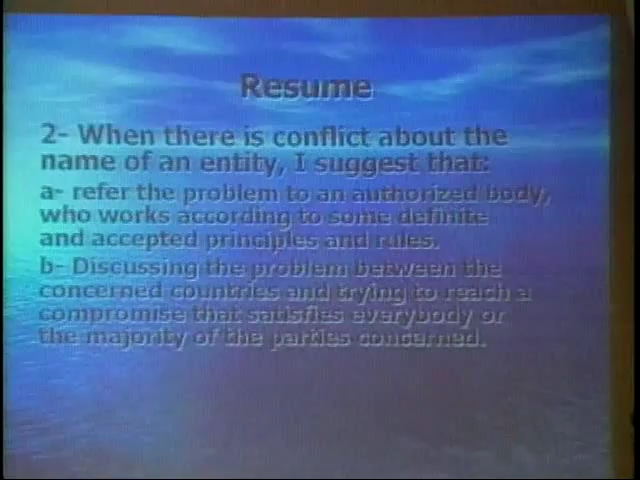 Resume
2- When there is conflict about the
name of an entity, I suggest that:
a- refer the problem to an authorized body,
who works according to some definite
and accepted principles and rules.
b- Discussing the problem between the
concerned countries and trying to reach a
compromise that satisfies everybody or
the majority of the parties concerned.